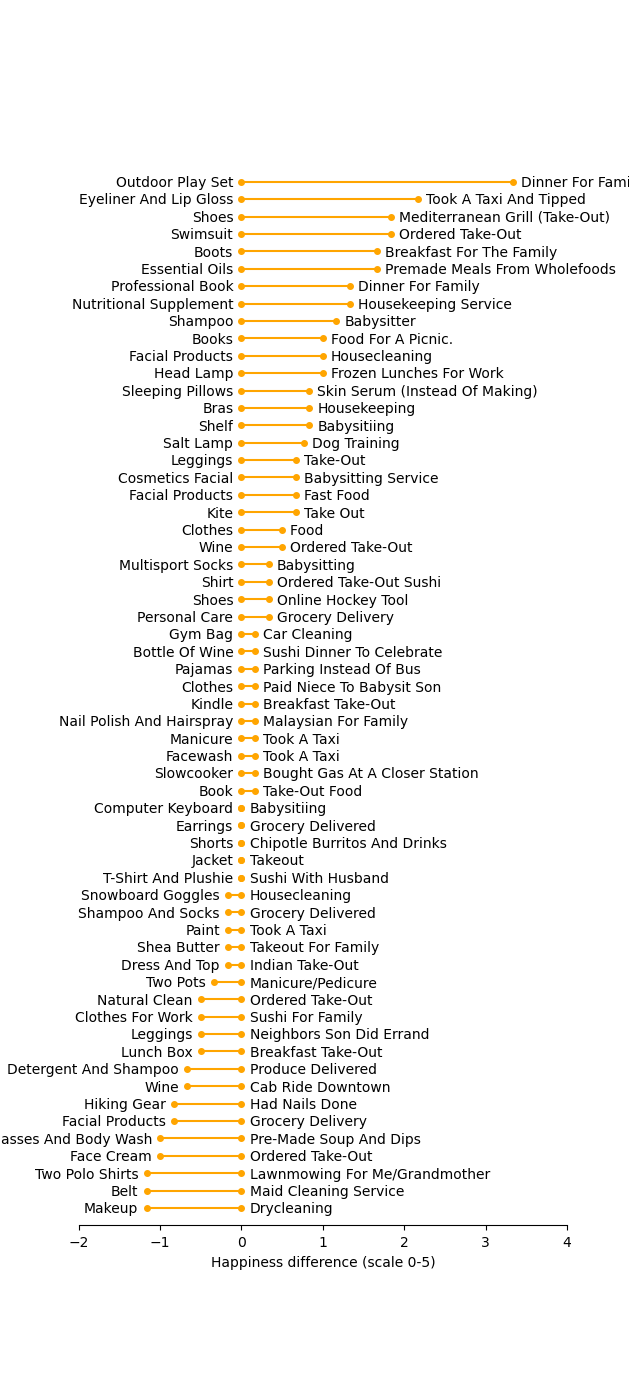 Outdoor Play Set Dinner For Fami
Eyeliner And Lip Gloss Took A Taxi And Tipped
Shoes Mediterranean Grill (Take-Out)
Swimsuit Ordered Take-Out
Boots Breakfast For The Family
Essential Oils Premade Meals From Wholefoods
Professional Book Dinner For Family
Nutritional Supplement Housekeeping Service
Shampoo Babysitter
Books Food For A Picnic.
Facial Products Housecleaning
Head Lamp Frozen Lunches For Work
Sleeping Pillows Skin Serum (Instead Of Making)
Bras Housekeeping
Shelf Babysitiing
Salt Lamp Dog Training
Leggings Take-Out
Cosmetics Facial Babysitting Service
Facial Products Fast Food
Kite Take Out
Clothes Food
Wine Ordered Take-Out
Multisport Socks Babysitting
Shirt Ordered Take-Out Sushi
Shoes Online Hockey Tool
Personal Care Grocery Delivery
Gym Bag Car Cleaning
Bottle Of Wine Sushi Dinner To Celebrate
Pajamas Parking Instead Of Bus
Clothes Paid Niece To Babysit Son
Kindle Breakfast Take-Out
Nail Polish And Hairspray Malaysian For Family
Manicure Took A Taxi
Facewash Took A Taxi
Slowcooker Bought Gas At A Closer Station
Book Take-Out Food
Computer Keyboard Babysitiing
Earrings Grocery Delivered
Shorts Chipotle Burritos And Drinks
Jacket Takeout
T-Shirt And Plushie Sushi With Husband
Snowboard Goggles Housecleaning
Shampoo And Socks Grocery Delivered
Paint Took A Taxi
Shea Butter Takeout For Family
Dress And Top Indian Take-Out
Two Pots Manicure/Pedicure
Natural Clean Ordered Take-Out
Clothes For Work Sushi For Family
Leggings Neighbors Son Did Errand
Lunch Box Breakfast Take-Out
Detergent And Shampoo Produce Delivered
Wine Cab Ride Downtown
Hiking Gear Had Nails Done
Facial Products Grocery Delivery
asses And Body Wash Pre-Made Soup And Dips
Face Cream Ordered Take-Out
Two Polo Shirts Lawnmowing For Me/Grandmother
Belt Maid Cleaning Service
Makeup Drycleaning
−2 −1 0 1 2 3 4
Happiness difference (scale 0-5)